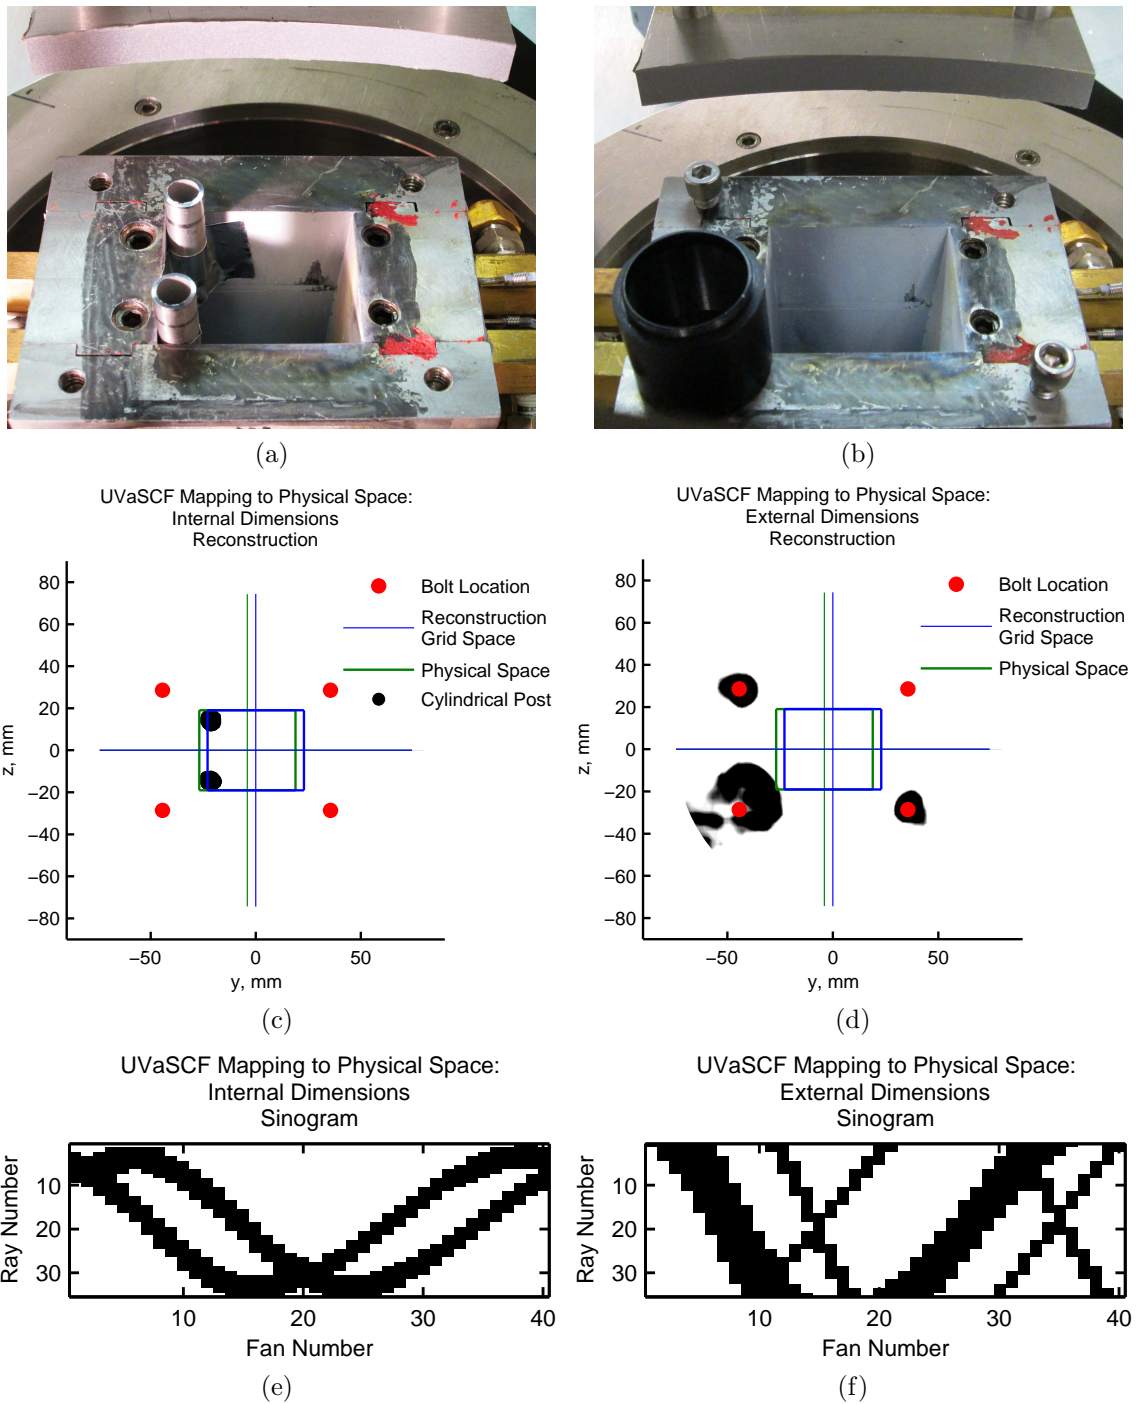 (a)
(b)
UVaSCF Mapping to Physical Space:
Internal Dimensions
Reconstruction
80
60
40
20
0
−20
−40
−60
−80
z, mm
−50
0
50
y, mm
Bolt Location
Reconstruction
Grid Space
Physical Space
Cylindrical Post
(c)
UVaSCF Mapping to Physical Space:
External Dimensions
Reconstruction
80
60
40
20
0
−20
−40
−60
−80
z, mm
−50
0
50
y, mm
Bolt Location
Reconstruction
Grid Space
Physical Space
(d)
UVaSCF Mapping to Physical Space:
Internal Dimensions
Sinogram
Ray Number
10
20
30
10
20
30
40
Fan Number
(e)
UVaSCF Mapping to Physical Space:
External Dimensions
Sinogram
Ray Number
10
20
30
10
20
30
40
Fan Number
(f)